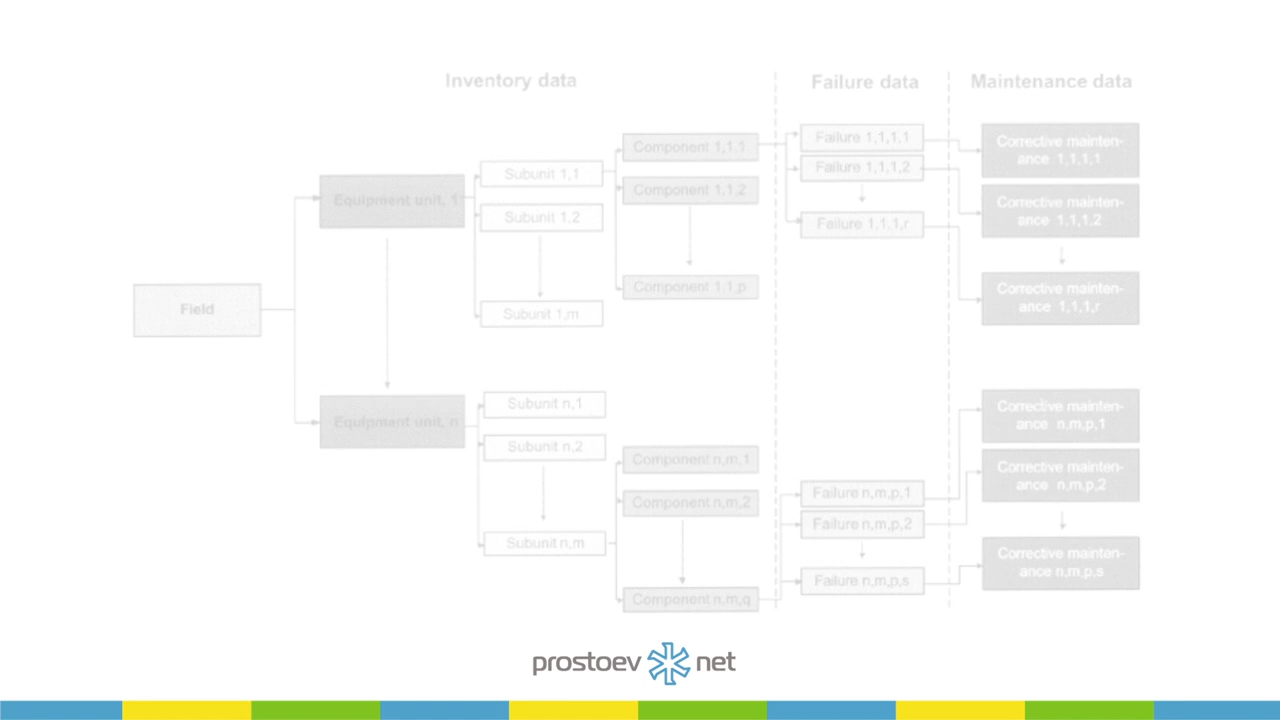 Inventory data
Failure data
Maintenance data
Field
Equipment unit, 1
Equipment unit, n
Subunit 1,1
Subunit 1,2
Subunit 1,m
Subunit n,1
Subunit n,2
Subunit n,m
Component 1,1.1
Component 1,1,2
Component 1,1,p
Component n,m,1
Component n,m,2
Component n,m,q
Failure 1,1,1,1
Failure 1,1,1,2
Failure 1,1,1,r
Failure n,m,p,1
Failure n,m,p,2
Failure n,m,p,s
Corrective mainten-
ance 1,1,1,1
Corrective mainten-
ance 1,1,1,2
Corrective mainten-
ance 1,1,1,r
Corrective mainten-
ance n,m,p,1
Corrective mainten-
ance n,m,p,2
Corrective mainten-
ance n,m,p,s
prostoev net